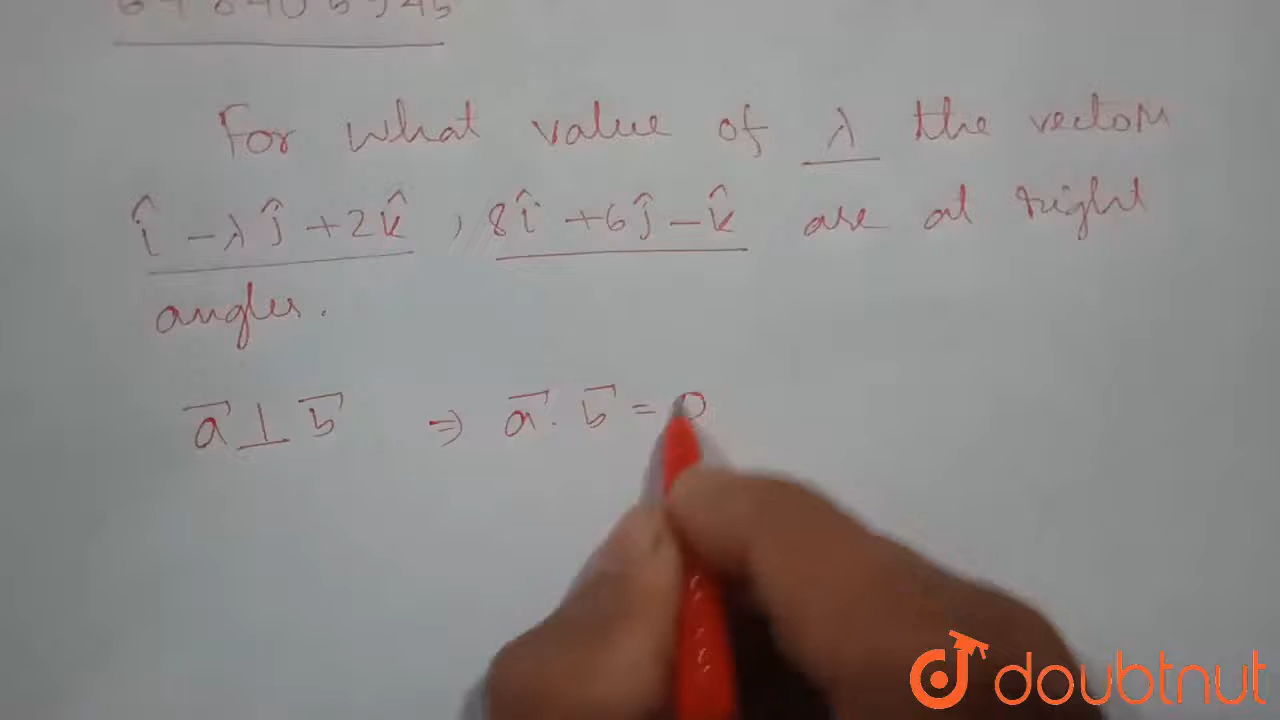 For what value of λ the vectors
î - λĵ + 2k̂ , 8î + 6ĵ - k̂ are at right
angles.
a⃗ ⊥ b⃗ ⇒ a⃗ . b⃗ = 0
doubtnut